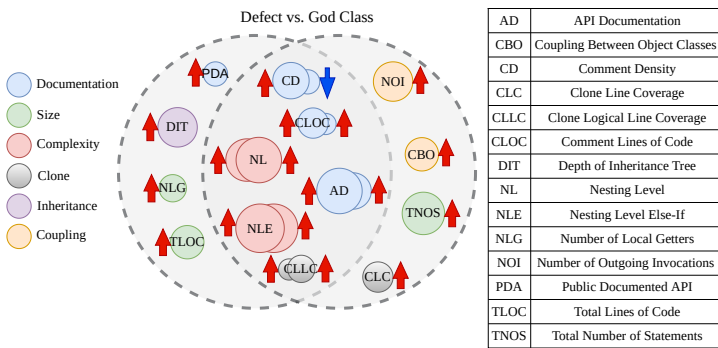 Defect vs. God Class
Documentation
Size
Complexity
Clone
Inheritance
Coupling
PDA
CD
NOI
DIT
CLOC
NL
CBO
NLG
AD
TNOS
TLOC
NLE
CLLC
CLC
AD API Documentation
CBO Coupling Between Object Classes
CD Comment Density
CLC Clone Line Coverage
CLLC Clone Logical Line Coverage
CLOC Comment Lines of Code
DIT Depth of Inheritance Tree
NL Nesting Level
NLE Nesting Level Else-If
NLG Number of Local Getters
NOI Number of Outgoing Invocations
PDA Public Documented API
TLOC Total Lines of Code
TNOS Total Number of Statements